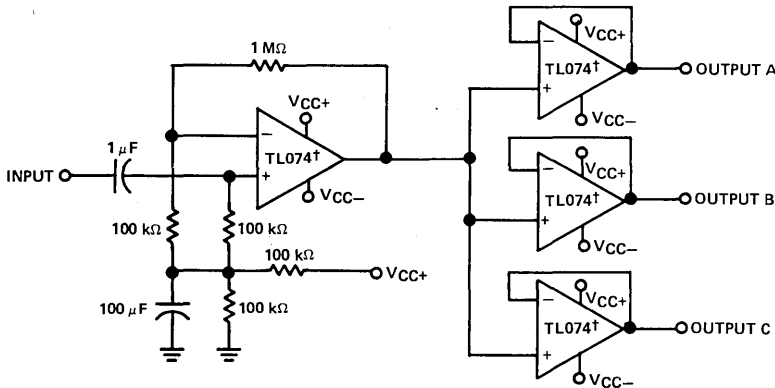 1 MΩ
VCC+
TL074†
VCC−
−
+
1 µF
INPUT
100 kΩ
100 kΩ
100 kΩ
VCC+
100 µF
100 kΩ
−
VCC+
TL074†
+
VCC−
OUTPUT A
−
VCC+
TL074†
+
VCC−
OUTPUT B
−
VCC+
TL074†
+
VCC−
OUTPUT C